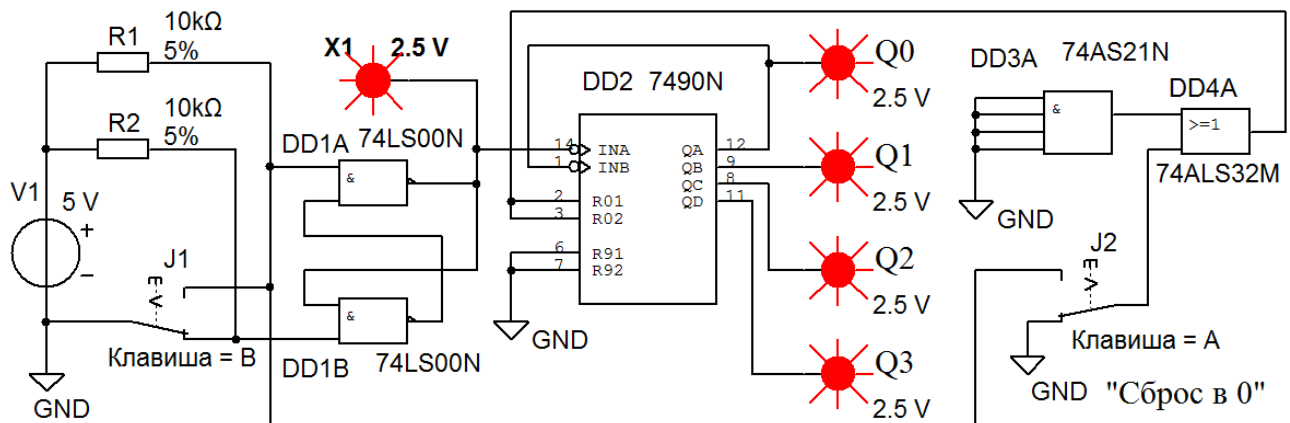 R1
10kΩ
5%
R2
10kΩ
5%
V1
5 V
+
−
J1
Клавиша = B
GND
X1 2.5 V
DD1A
74LS00N
&
&
DD1B
74LS00N
DD2 7490N
14 INA
1 INB
2 R01
3 R02
6 R91
7 R92
QA 12
QB 9
QC 8
QD 11
GND
Q0
2.5 V
Q1
2.5 V
Q2
2.5 V
Q3
2.5 V
DD3A
74AS21N
&
DD4A
>=1
74ALS32M
GND
J2
Клавиша = A
GND
"Сброс в 0"